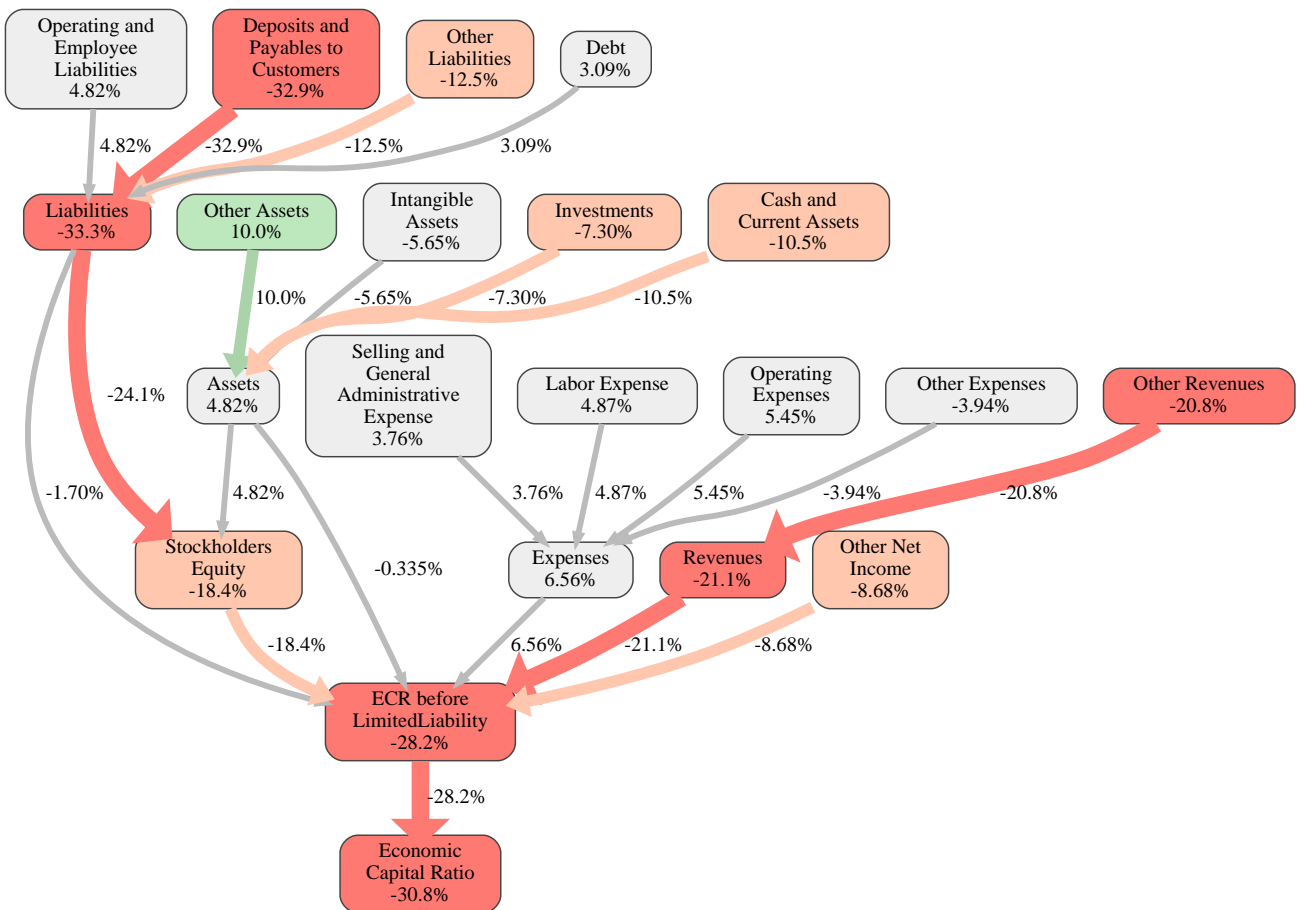 Operating and
Employee
Liabilities
4.82%
Deposits and
Payables to
Customers
-32.9%
Other
Liabilities
-12.5%
Debt
3.09%
4.82%
-32.9%
-12.5%
3.09%
Liabilities
-33.3%
Other Assets
10.0%
Intangible
Assets
-5.65%
Investments
-7.30%
Cash and
Current Assets
-10.5%
10.0%
-5.65%
-7.30%
-10.5%
-24.1%
Assets
4.82%
Selling and
General
Administrative
Expense
3.76%
Labor Expense
4.87%
Operating
Expenses
5.45%
Other Expenses
-3.94%
Other Revenues
-20.8%
-1.70%
4.82%
3.76%
4.87%
5.45%
-3.94%
-20.8%
Stockholders
Equity
-18.4%
-0.335%
Expenses
6.56%
Revenues
-21.1%
Other Net
Income
-8.68%
-18.4%
6.56%
-21.1%
-8.68%
ECR before
LimitedLiability
-28.2%
-28.2%
Economic
Capital Ratio
-30.8%